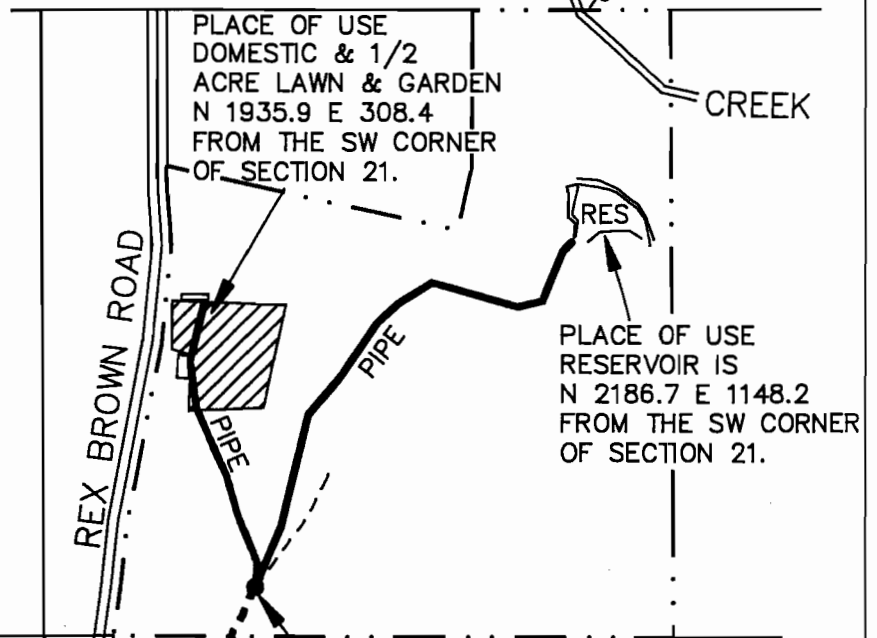 PLACE OF USE
DOMESTIC & 1/2
ACRE LAWN & GARDEN
N 1935.9 E 308.4
FROM THE SW CORNER
OF SECTION 21.
CREEK
RES
REX BROWN ROAD
PIPE
PIPE
PLACE OF USE
RESERVOIR IS
N 2186.7 E 1148.2
FROM THE SW CORNER
OF SECTION 21.